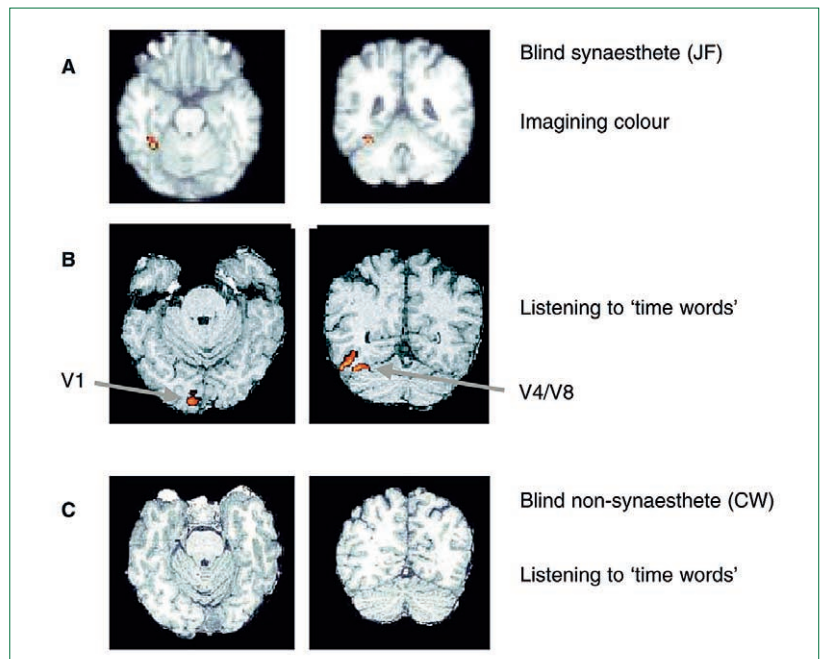 A
Blind synaesthete (JF)
Imagining colour
B
Listening to ‘time words’
V1
V4/V8
C
Blind non-synaesthete (CW)
Listening to ‘time words’